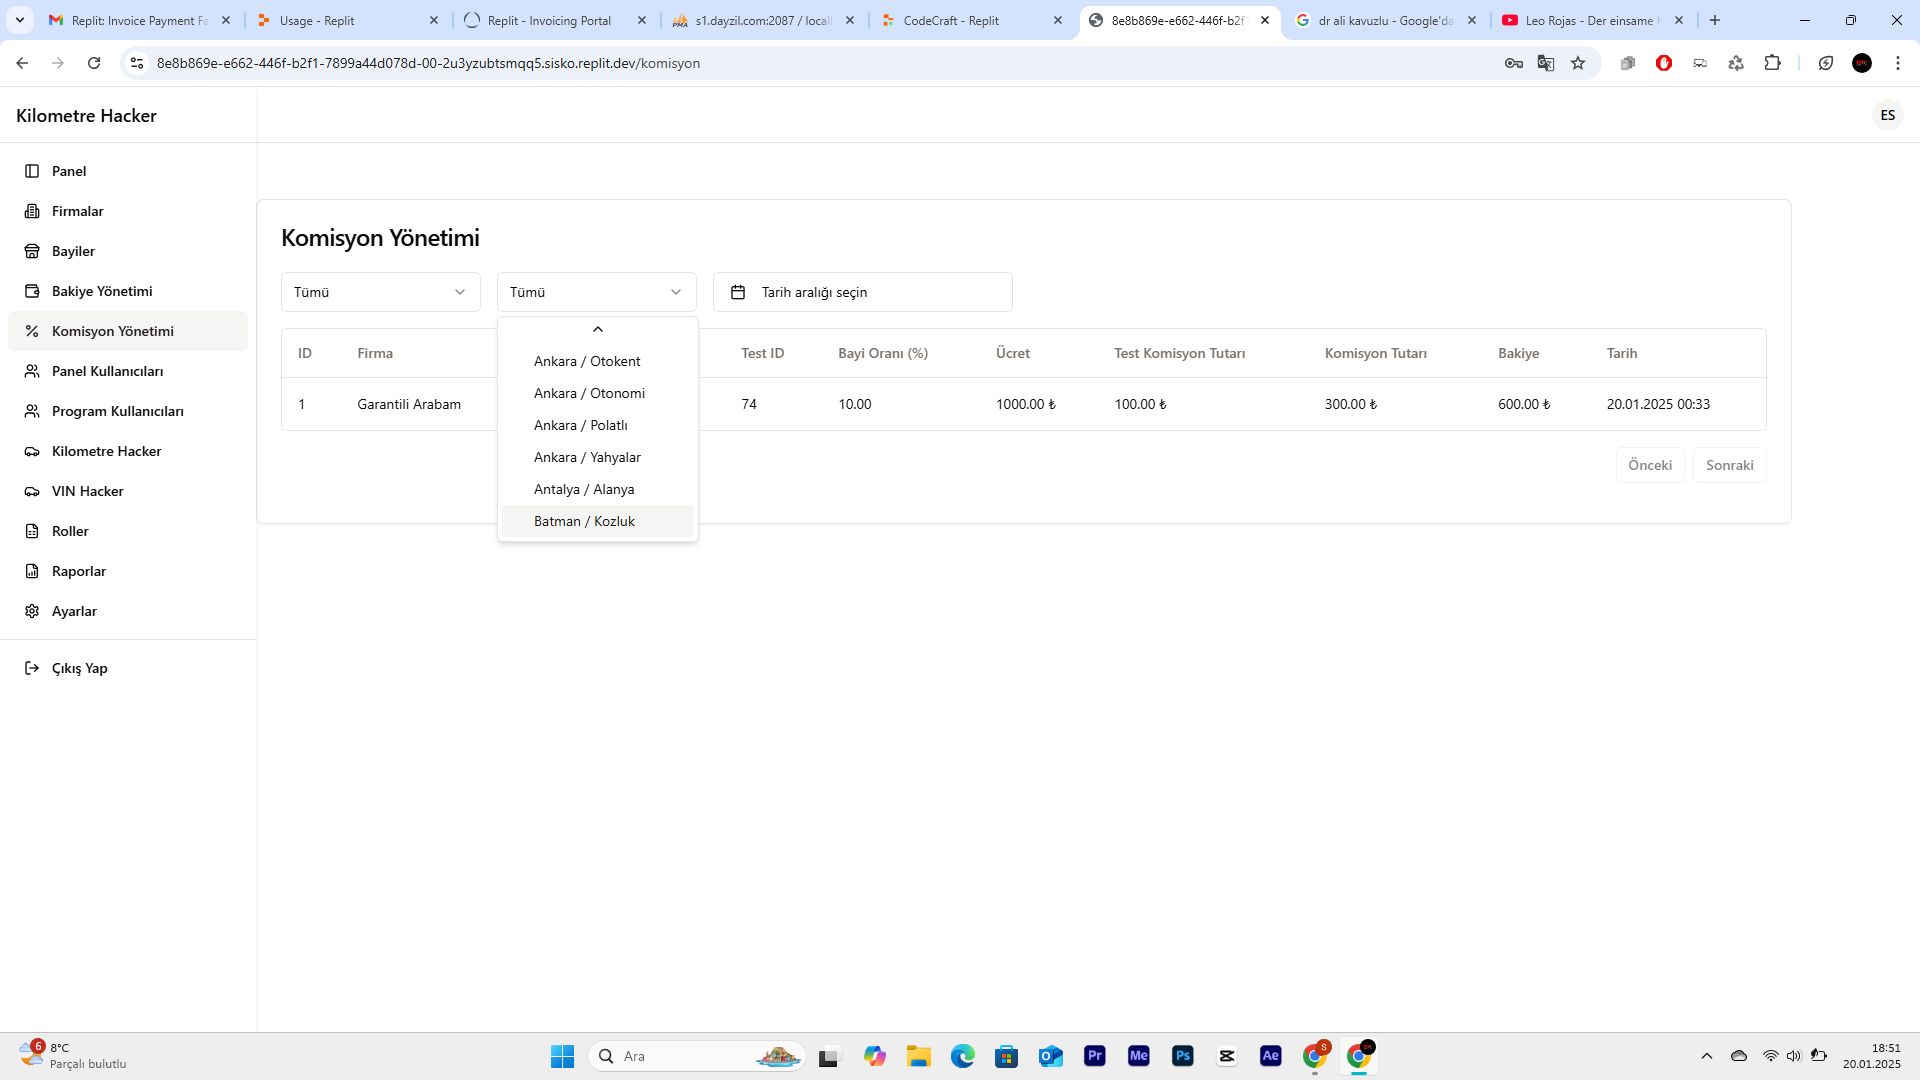 Replit: Invoice Payment Fa
Usage - Replit
Replit - Invoicing Portal
s1.dayzil.com:2087 / locall
CodeCraft - Replit
8e8b869e-e662-446f-b2f1
dr ali kavuzlu - Google'da
Leo Rojas - Der einsame H
8e8b869e-e662-446f-b2f1-7899a44d078d-00-2u3yzubtsmqq5.sisko.replit.dev/komisyon
Kilometre Hacker
ES
Panel
Firmalar
Bayiler
Bakiye Yönetimi
Komisyon Yönetimi
Panel Kullanıcıları
Program Kullanıcıları
Kilometre Hacker
VIN Hacker
Roller
Raporlar
Ayarlar
Çıkış Yap
Komisyon Yönetimi
Tümü
Tümü
Tarih aralığı seçin
ID Firma Test ID Bayi Oranı (%) Ücret Test Komisyon Tutarı Komisyon Tutarı Bakiye Tarih
1 Garantili Arabam 74 10.00 1000.00 ₺ 100.00 ₺ 300.00 ₺ 600.00 ₺ 20.01.2025 00:33
Ankara / Otokent
Ankara / Otonomi
Ankara / Polatlı
Ankara / Yahyalar
Antalya / Alanya
Batman / Kozluk
Önceki
Sonraki
6
8°C
Parçalı bulutlu
Ara
Pr
Me
Ps
Ae
S
18:51
20.01.2025